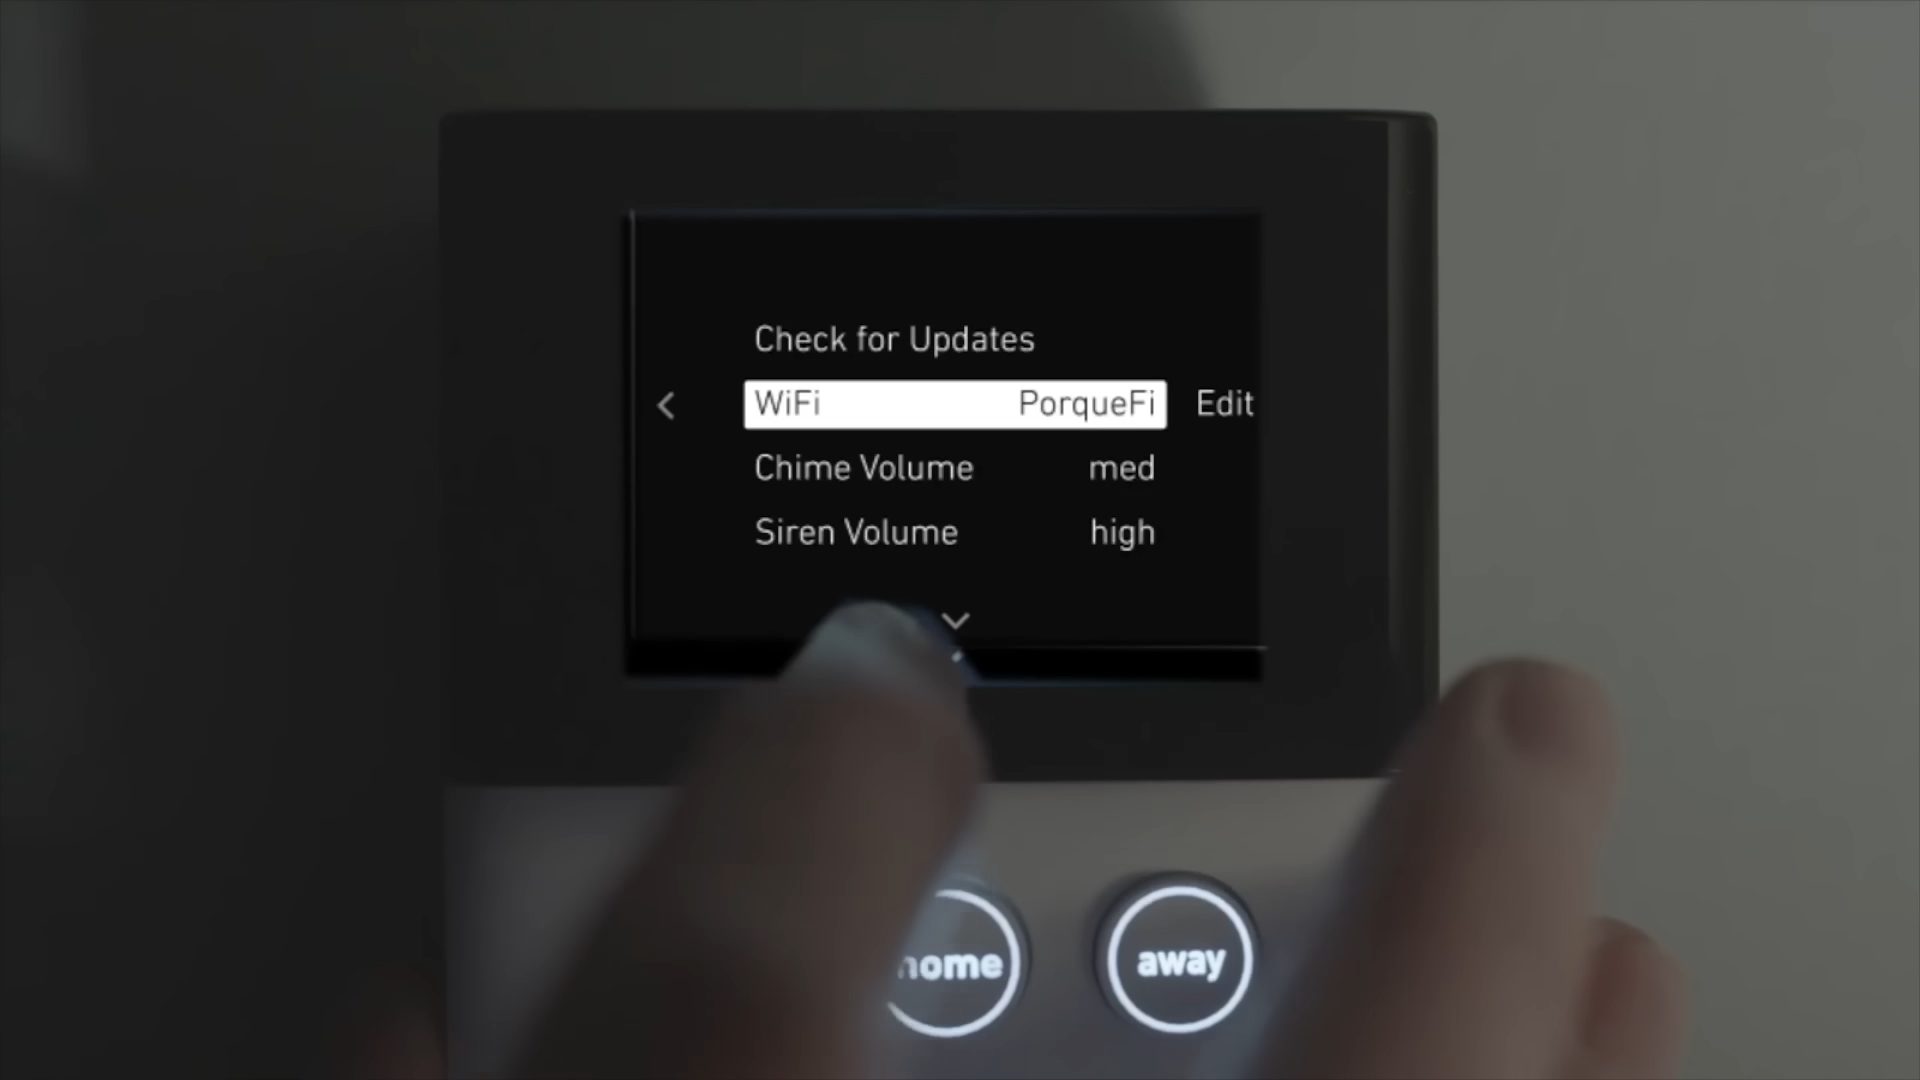 Check for Updates
WiFi PorqueFi Edit
Chime Volume med
Siren Volume high
home away